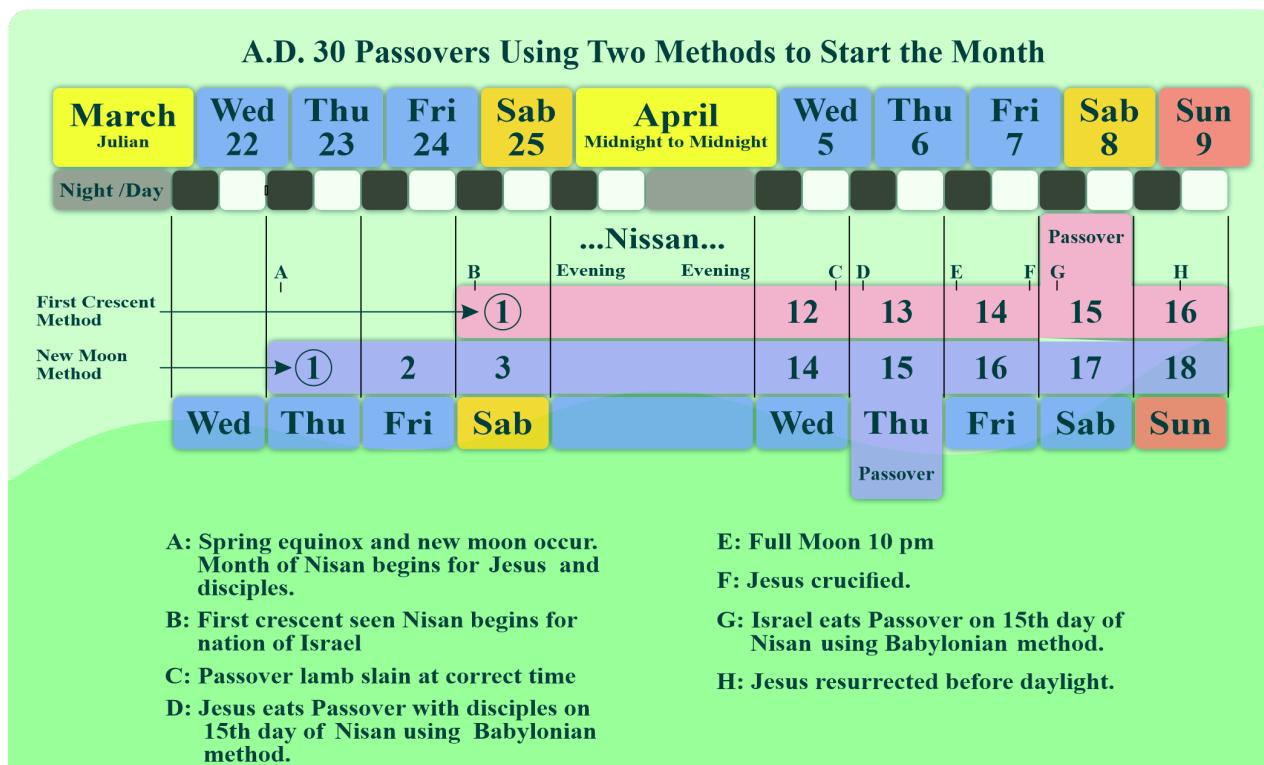 A.D. 30 Passovers Using Two Methods to Start the Month
March Wed Thu Fri Sab April Wed Thu Fri Sab Sun
Julian 22 23 24 25 Midnight to Midnight 5 6 7 8 9
Night /Day
...Nissan... Passover
Evening Evening
A B C D E F G H
First Crescent
Method
1 12 13 14 15 16
New Moon
Method
1 2 3 14 15 16 17 18
Wed Thu Fri Sab Wed Thu Fri Sab Sun
Passover
A: Spring equinox and new moon occur.
Month of Nisan begins for Jesus and
disciples.
B: First crescent seen Nisan begins for
nation of Israel
C: Passover lamb slain at correct time
D: Jesus eats Passover with disciples on
15th day of Nisan using Babylonian
method.
E: Full Moon 10 pm
F: Jesus crucified.
G: Israel eats Passover on 15th day of
Nisan using Babylonian method.
H: Jesus resurrected before daylight.